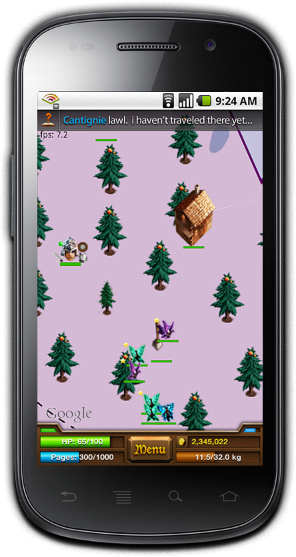 9:24 AM
Cantignie lawl. i haven't traveled there yet...
fps: 7.2
Google
HP: 65/100
Menu
2,345,022
Pages: 300/1000
11.5/32.0 kg